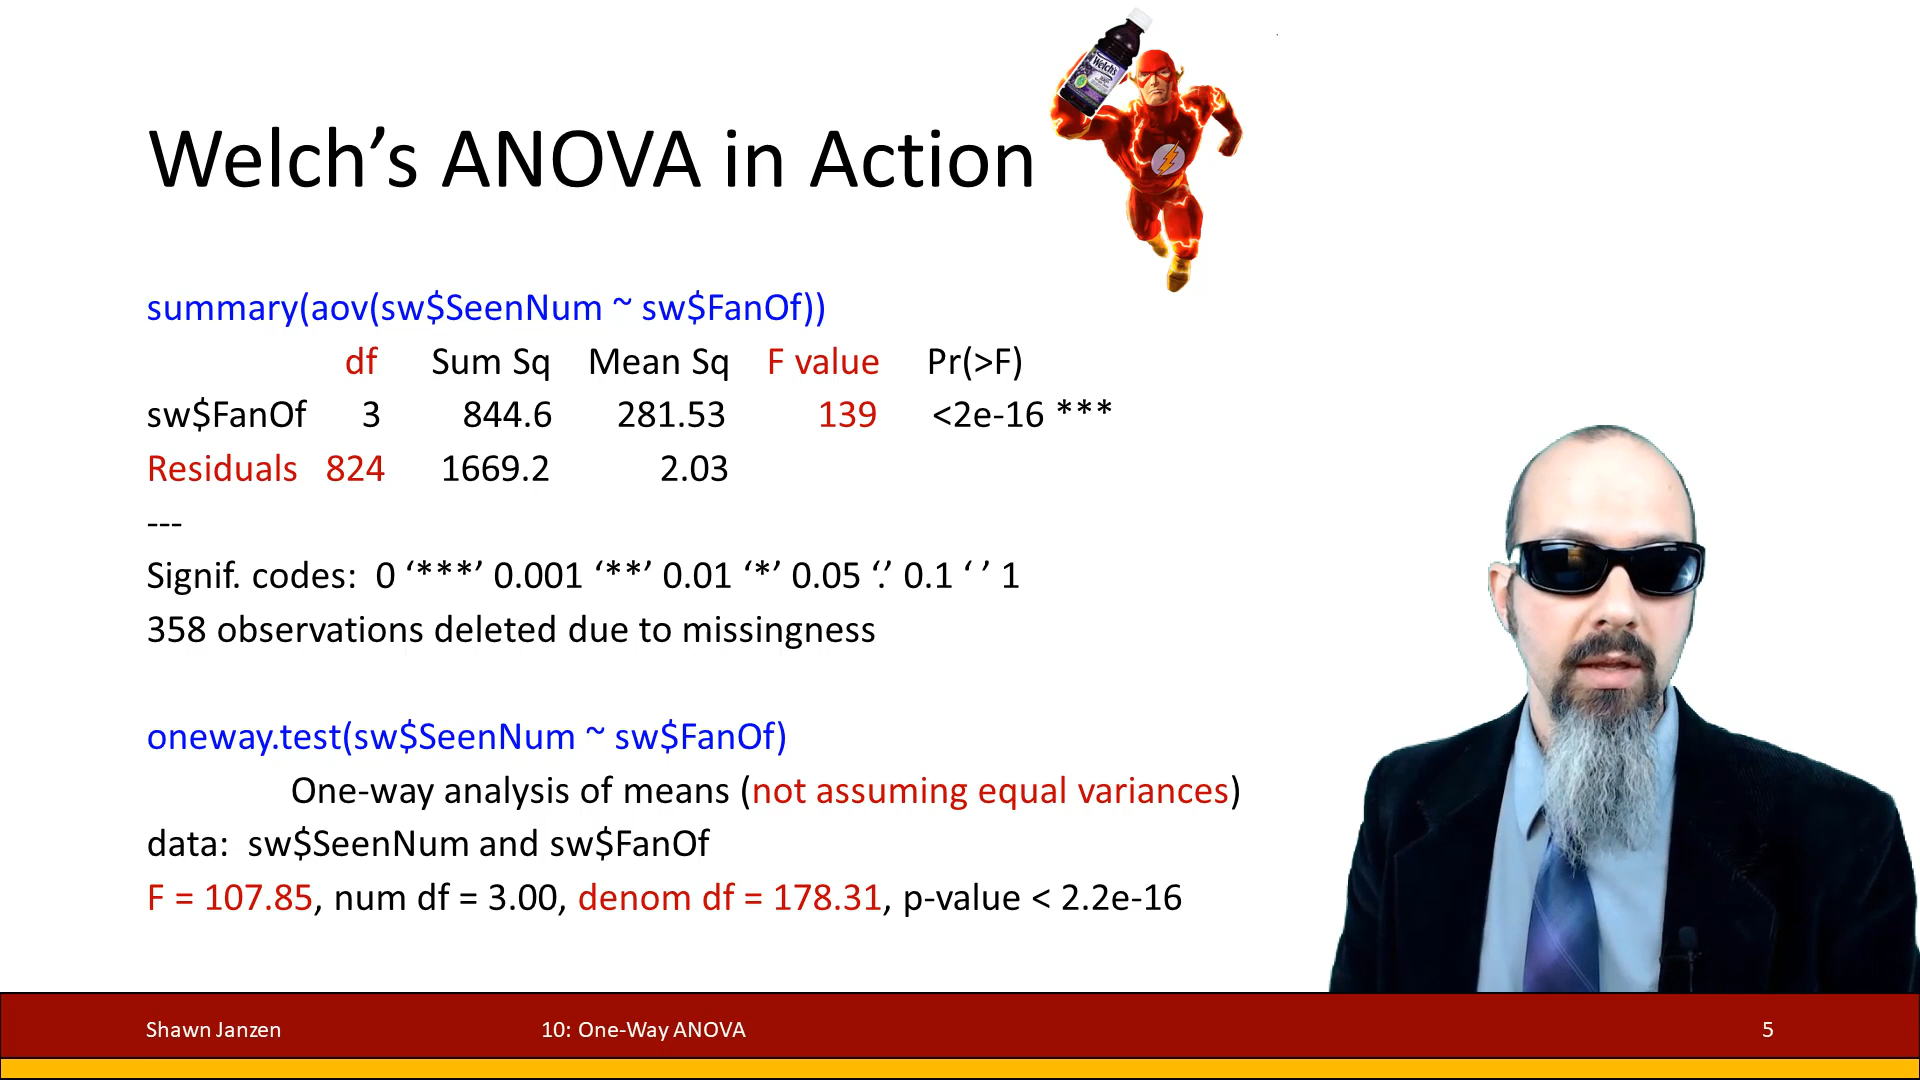 Welch's
Welch’s ANOVA in Action
summary(aov(sw$SeenNum ~ sw$FanOf))
df Sum Sq Mean Sq F value Pr(>F)
sw$FanOf 3 844.6 281.53 139 <2e-16 ***
Residuals 824 1669.2 2.03
---
Signif. codes: 0 ‘***’ 0.001 ‘**’ 0.01 ‘*’ 0.05 ‘.’ 0.1 ‘ ’ 1
358 observations deleted due to missingness
oneway.test(sw$SeenNum ~ sw$FanOf)
One-way analysis of means (not assuming equal variances)
data: sw$SeenNum and sw$FanOf
F = 107.85, num df = 3.00, denom df = 178.31, p-value < 2.2e-16
Shawn Janzen 10: One-Way ANOVA 5